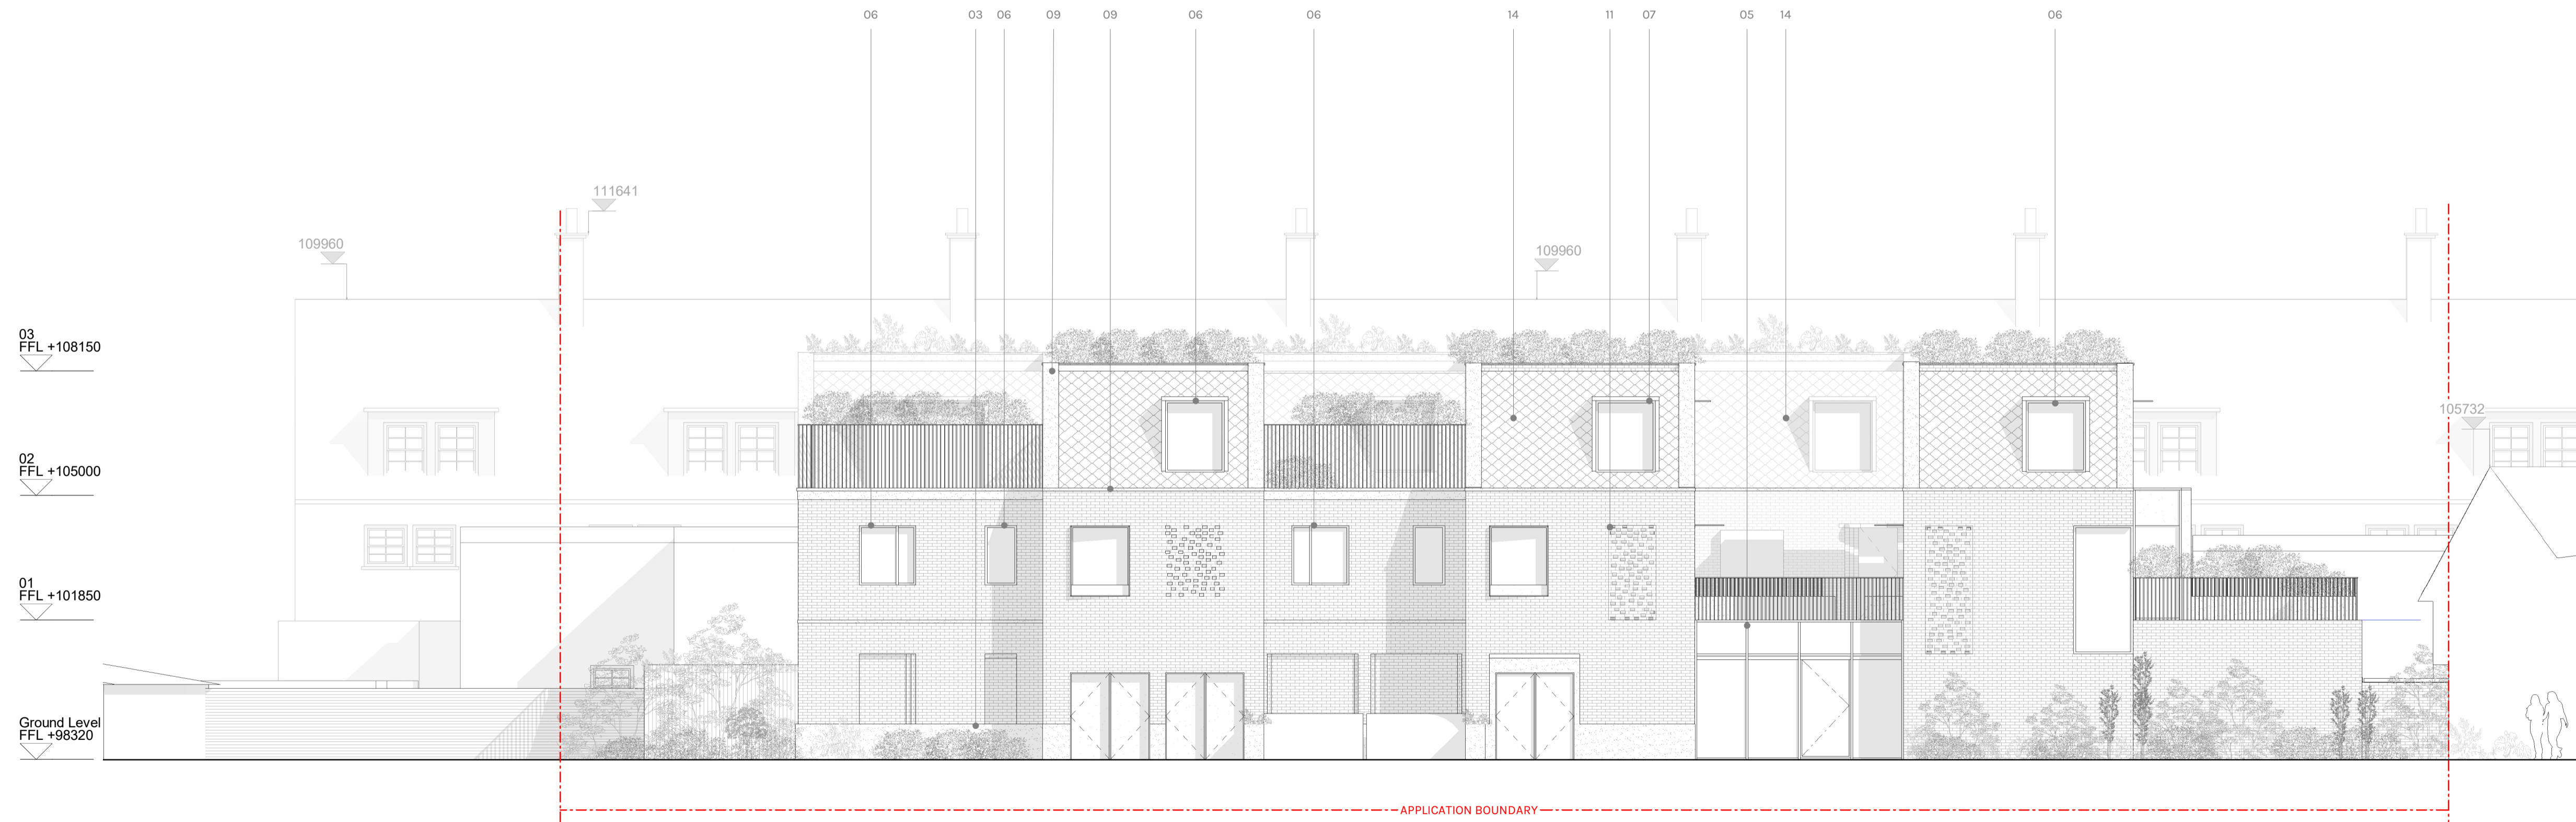 06 03 06 09 09 06 06 14 11 07 05 14 06
111641
109960
109960
03
FFL +108150
105732
02
FFL +105000
01
FFL +101850
Ground Level
FFL +98320
APPLICATION BOUNDARY